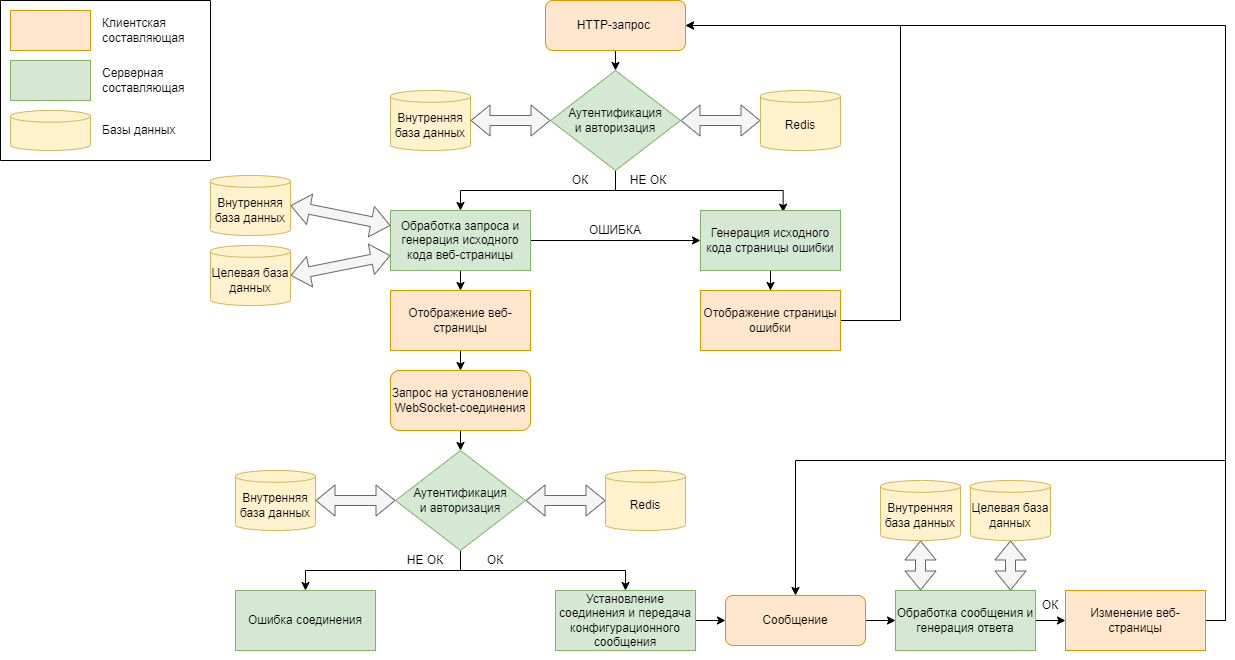 Клиентская
составляющая
Серверная
составляющая
Базы данных
HTTP-запрос
Внутренняя
база данных
Аутентификация
и авторизация
Redis
ОК
НЕ ОК
Внутренняя
база данных
Целевая база
данных
Обработка запроса и
генерация исходного
кода веб-страницы
ОШИБКА
Генерация исходного
кода страницы ошибки
Отображение веб-
страницы
Отображение страницы
ошибки
Запрос на установление
WebSocket-соединения
Внутренняя
база данных
Аутентификация
и авторизация
Redis
НЕ ОК
ОК
Ошибка соединения
Установление
соединения и передача
конфигурационного
сообщения
Сообщение
Внутренняя
база данных
Целевая база
данных
Обработка сообщения и
генерация ответа
ОК
Изменение веб-
страницы